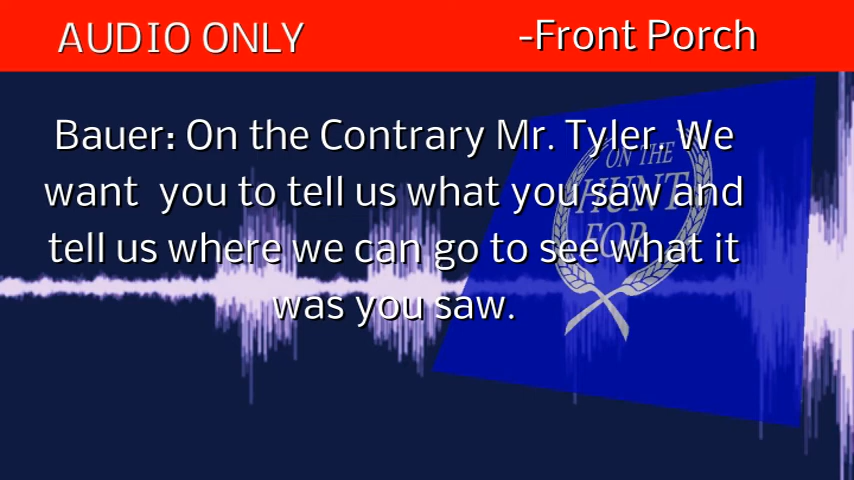 AUDIO ONLY
-Front Porch
Bauer: On the Contrary Mr. Tyler. We
want you to tell us what you saw and
tell us where we can go to see what it
was you saw.
ON THE
HUNT
FOR